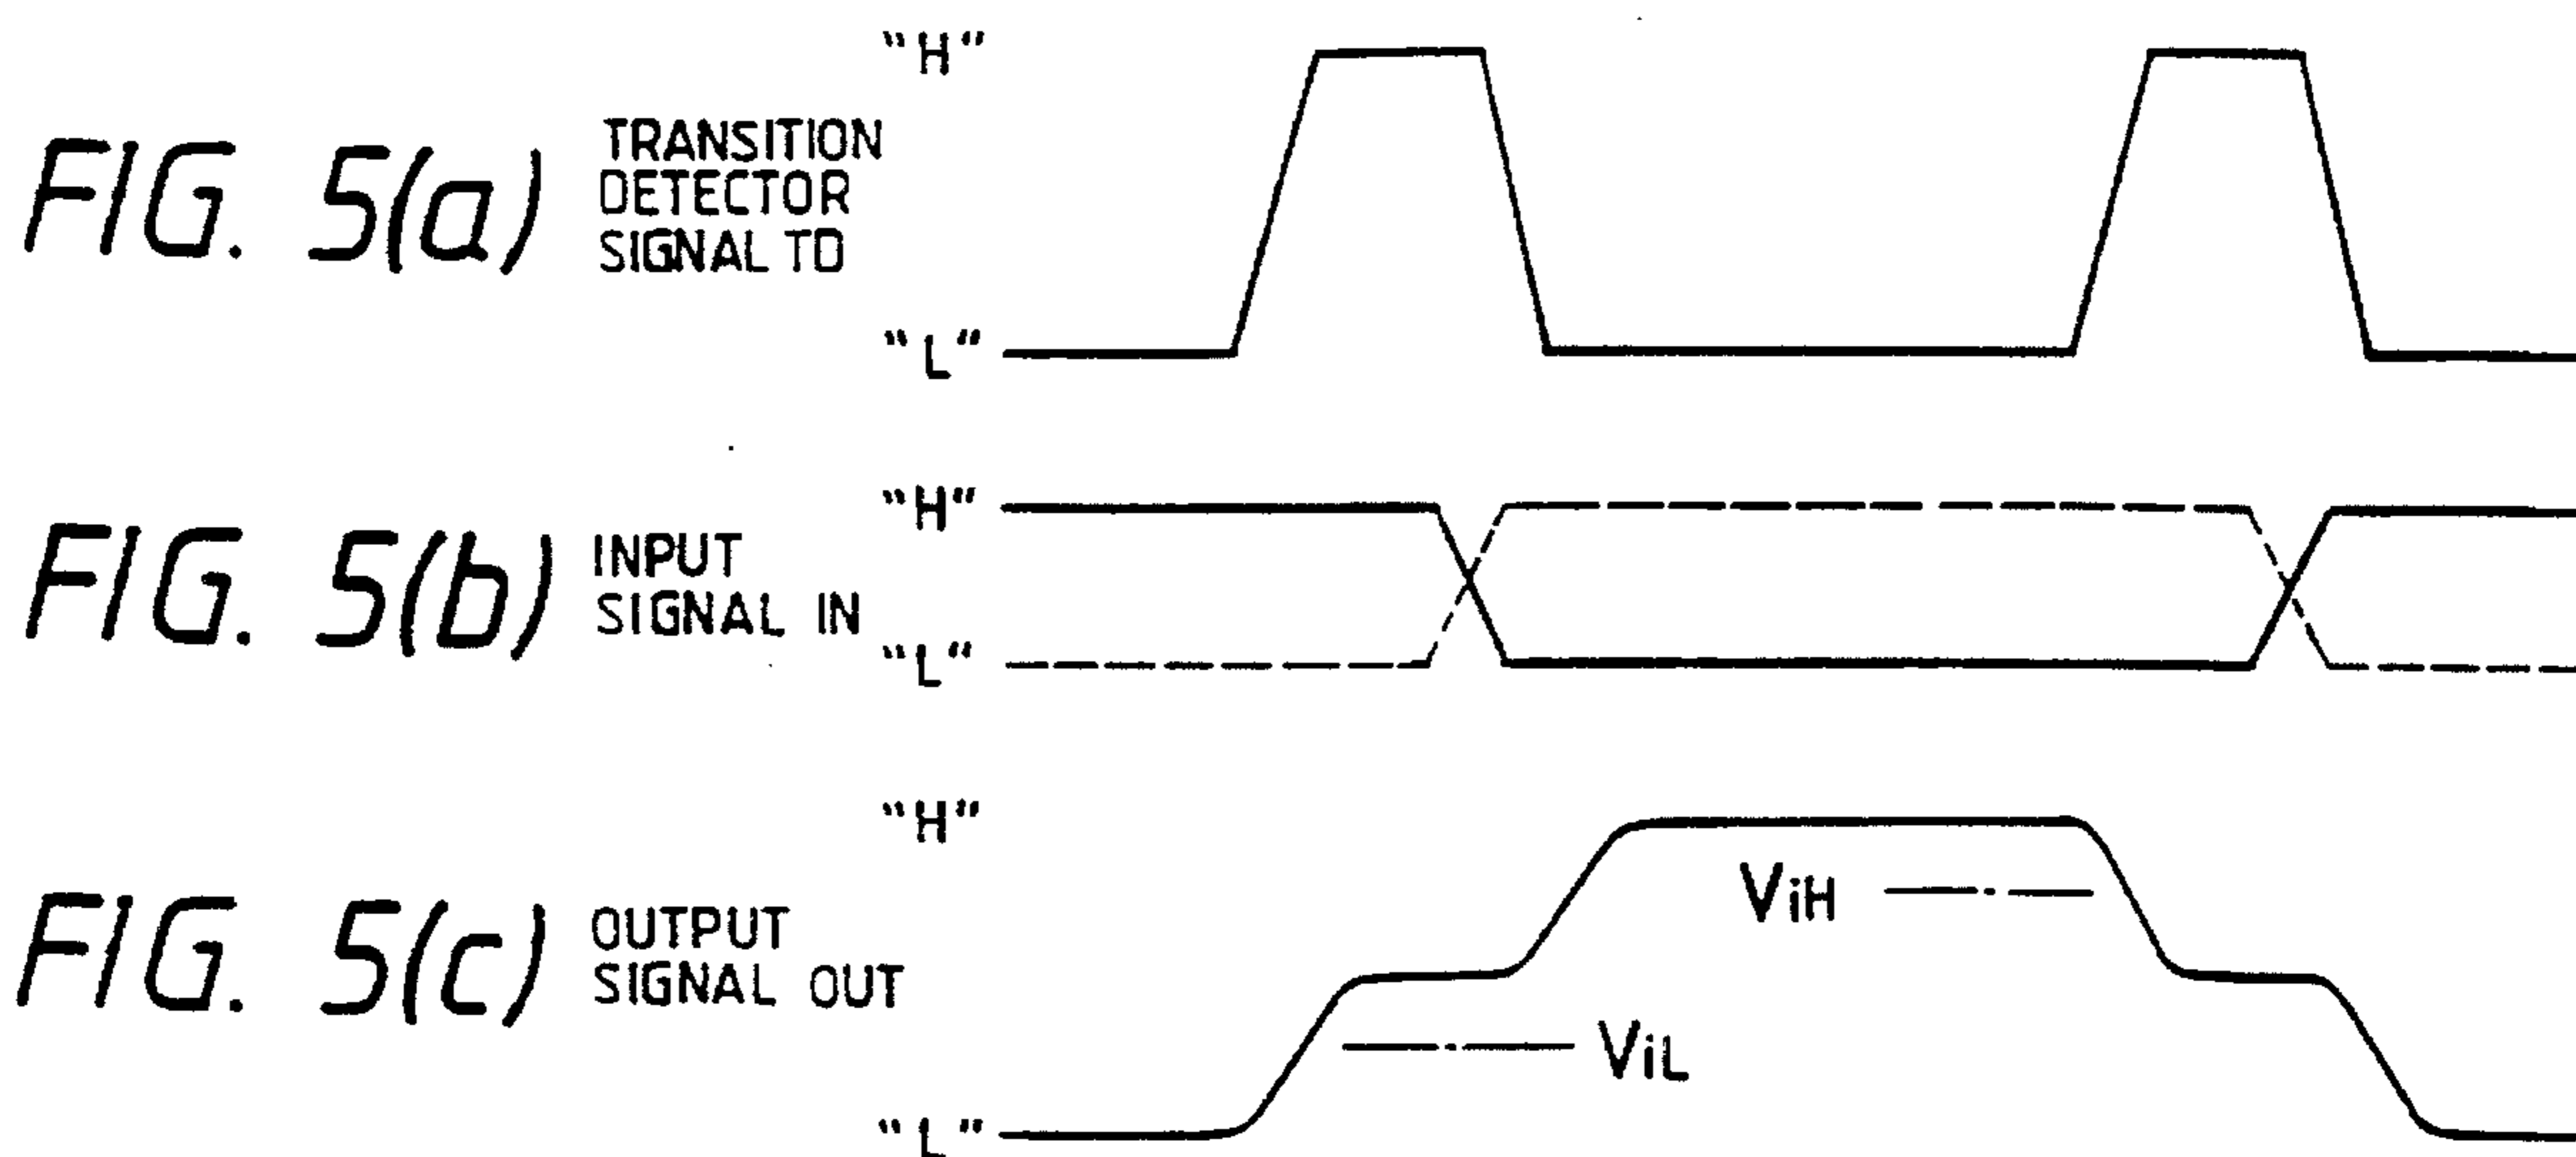 "H"
FIG. 5(a)
TRANSITION
DETECTOR
SIGNAL TD
"L"
"H"
FIG. 5(b)
INPUT
SIGNAL IN
"L"
"H"
ViH
FIG. 5(c)
OUTPUT
SIGNAL OUT
ViL
"L"